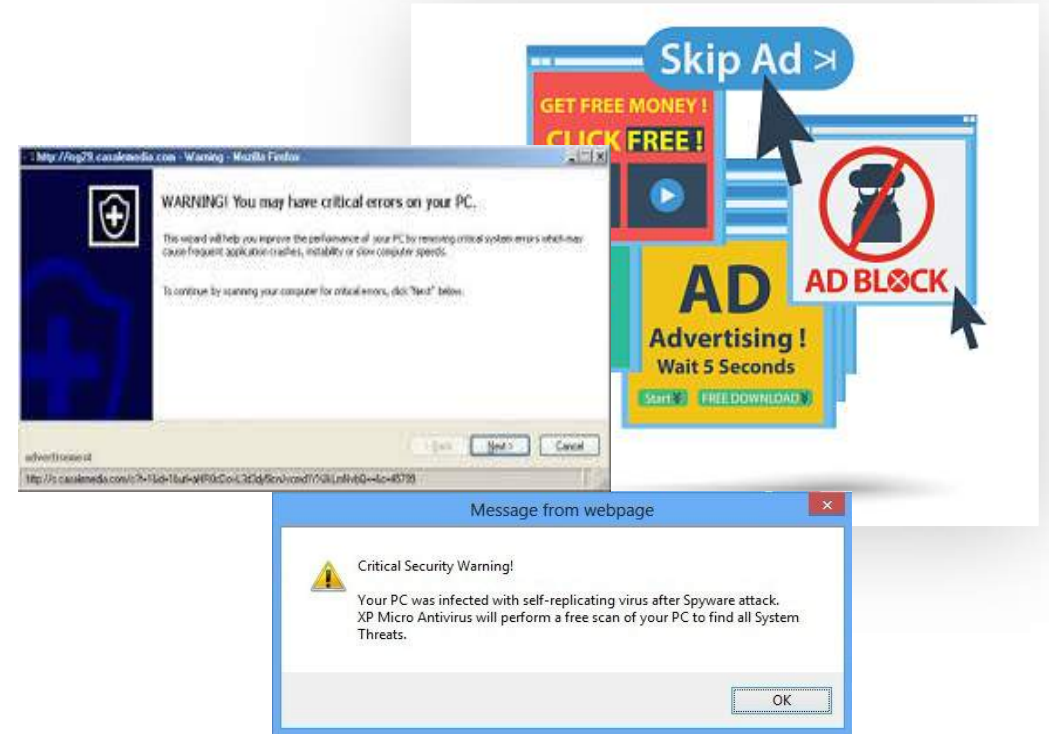 Skip Ad
GET FREE MONEY !
CLICK FREE !
AD BLOCK
AD
Advertising !
Wait 5 Seconds
Start
FREE DOWNLOAD
- Warning - Mozilla Firefox
WARNING! You may have critical errors on your PC.
This wizard will help you improve the performance of your PC by removing critical system errors which may
cause frequent application crashes, instability or slow computer speeds.
To continue by scanning your computer for critical errors, click "Next" below.
< Back
Next >
Cancel
advertisement
Message from webpage
Critical Security Warning!
Your PC was infected with self-replicating virus after Spyware attack.
XP Micro Antivirus will perform a free scan of your PC to find all System
Threats.
OK